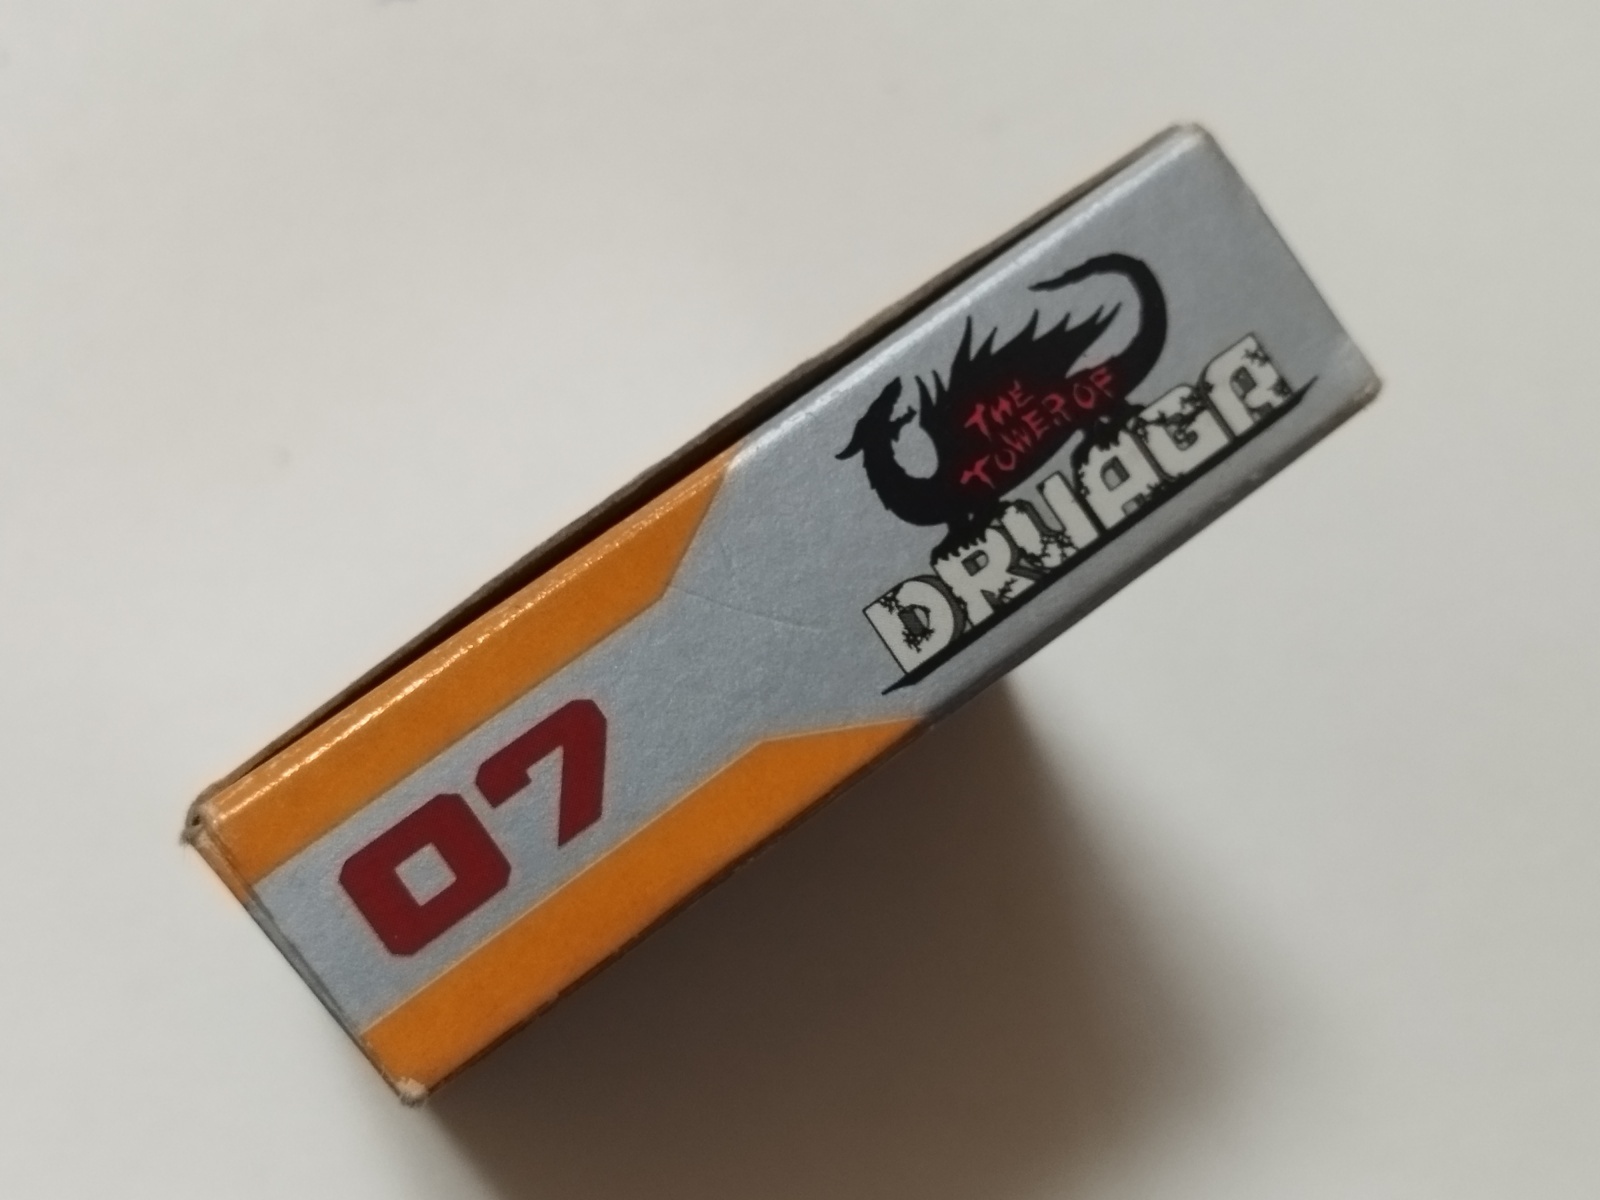 07
THE
TOWER OF
DRUAGA